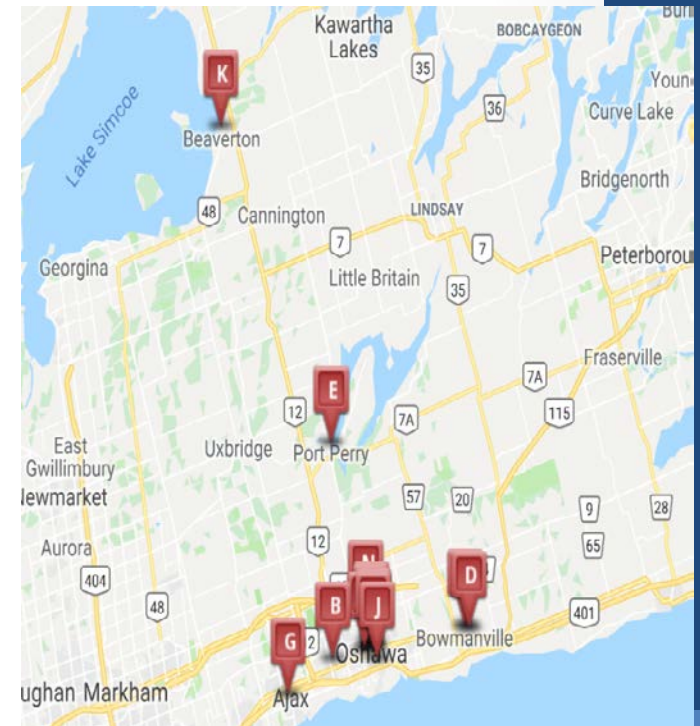 Kawartha
Lakes
BOBCAYGEON
35
36
K
Curve Lake
Lake Simcoe
Beaverton
Bridgenorth
48
Cannington
LINDSAY
7
7
Peterborou
Georgina
Little Britain
35
Fraserville
7A
E
12
7A
115
East
Gwillimbury
Uxbridge
Port Perry
Newmarket
57
20
28
9
12
65
Aurora
N
404
D
48
B
J
401
G
2
Oshawa
Bowmanville
ughan
Markham
Ajax